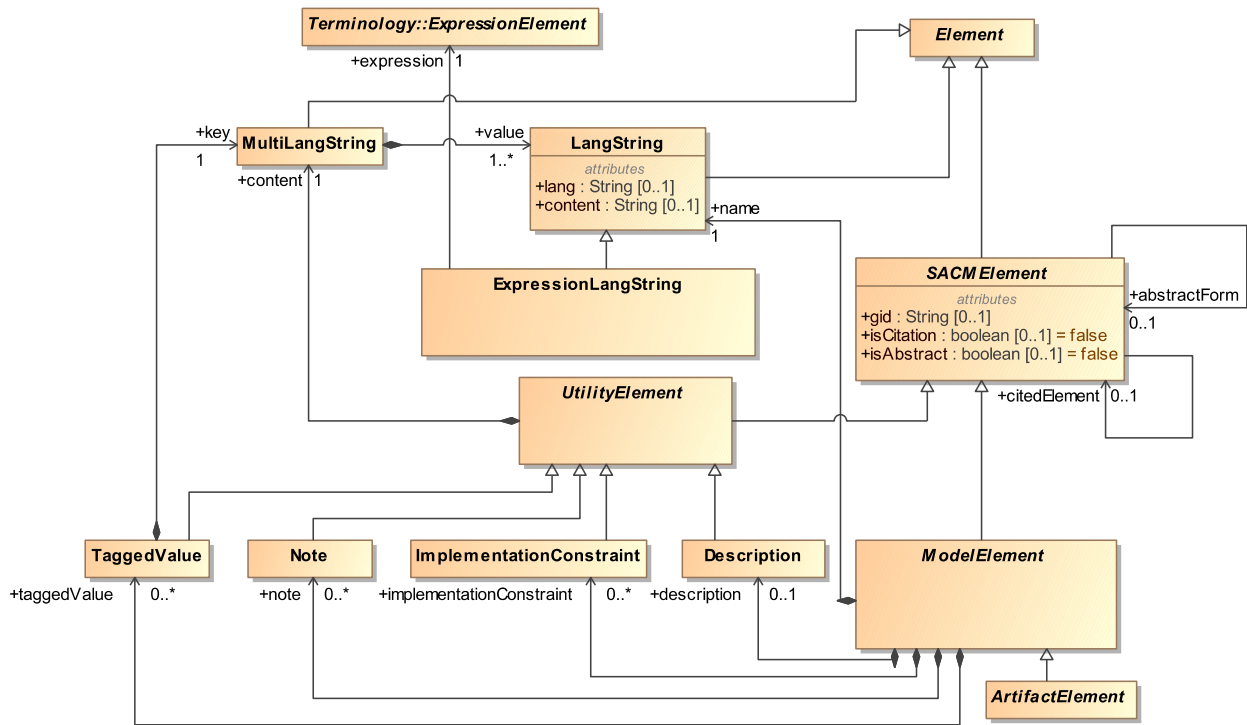 Terminology::ExpressionElement
Element
+expression 1
+key
1
MultiLangString
+value
1..*
LangString
attributes
+lang : String [0..1]
+content : String [0..1]
+content 1
+name
1
ExpressionLangString
SACMElement
attributes
+gid : String [0..1]
+isCitation : boolean [0..1] = false
+isAbstract : boolean [0..1] = false
+abstractForm
0..1
+citedElement 0..1
UtilityElement
TaggedValue
Note
ImplementationConstraint
Description
ModelElement
+taggedValue 0..*
+note 0..*
+implementationConstraint 0..*
+description 0..1
ArtifactElement